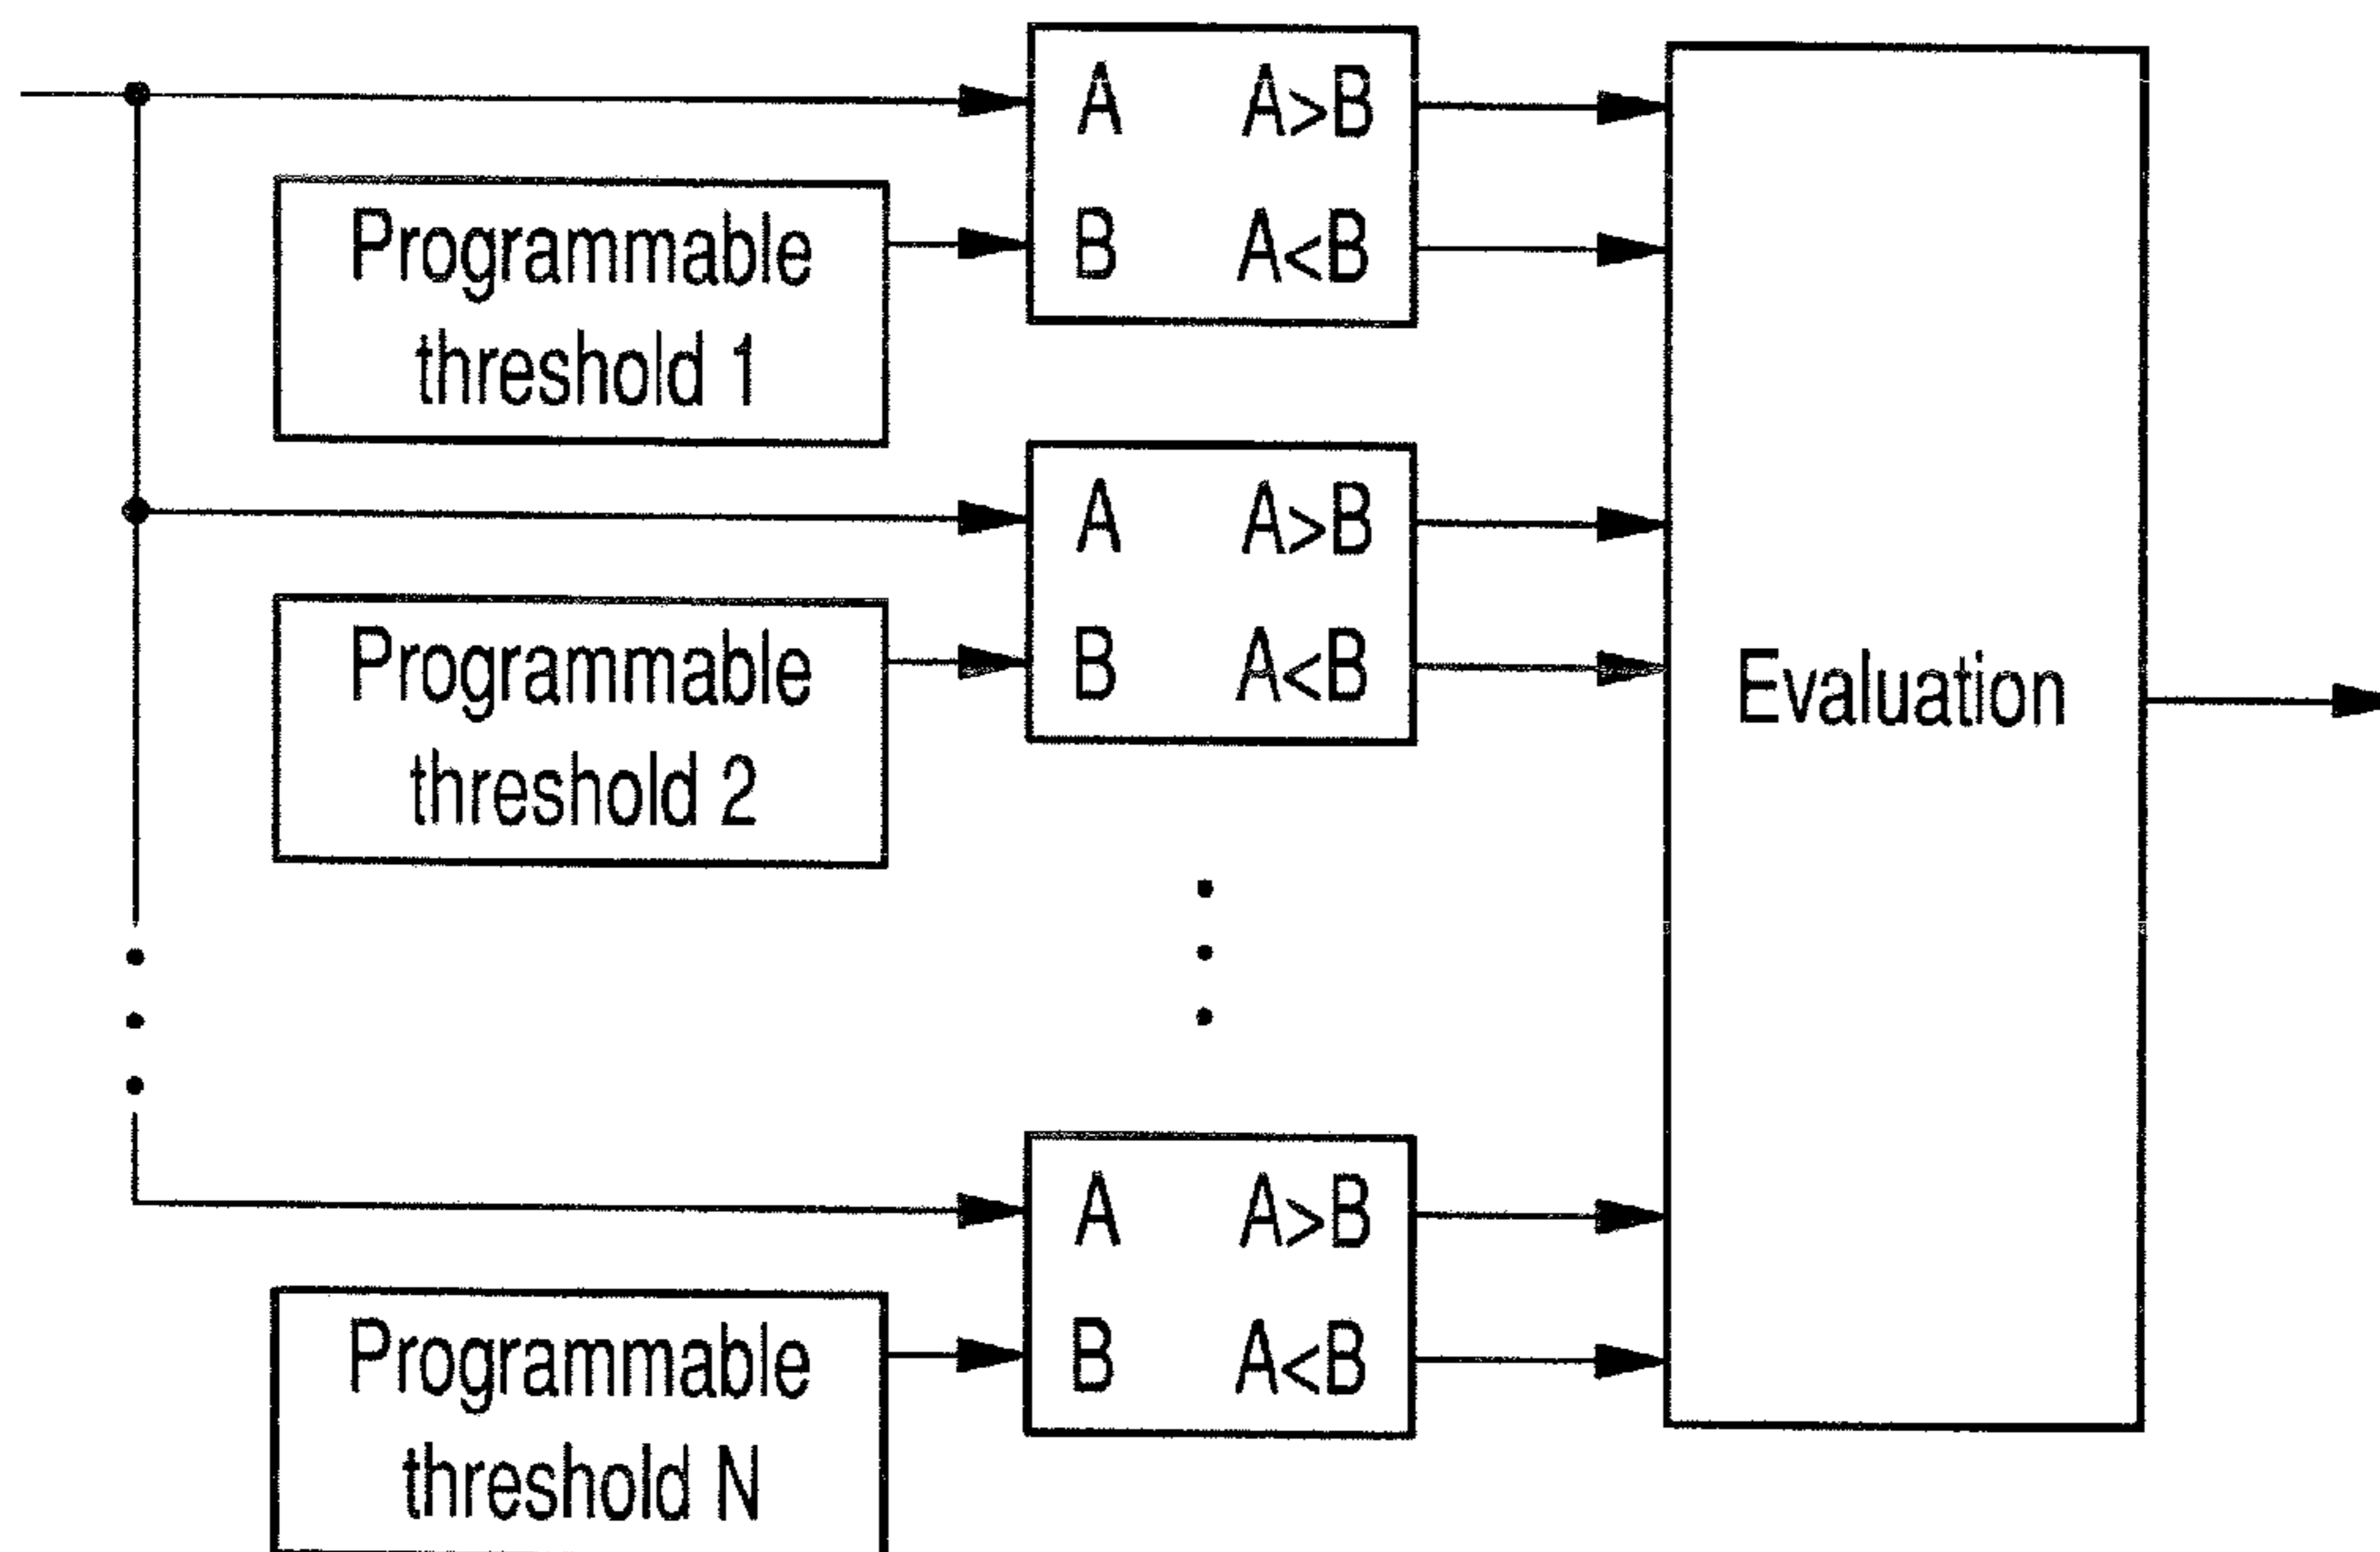 A A>B
Programmable
threshold 1
B A<B
A A>B
Programmable
threshold 2
B A<B
Evaluation
A A>B
Programmable
threshold N
B A<B